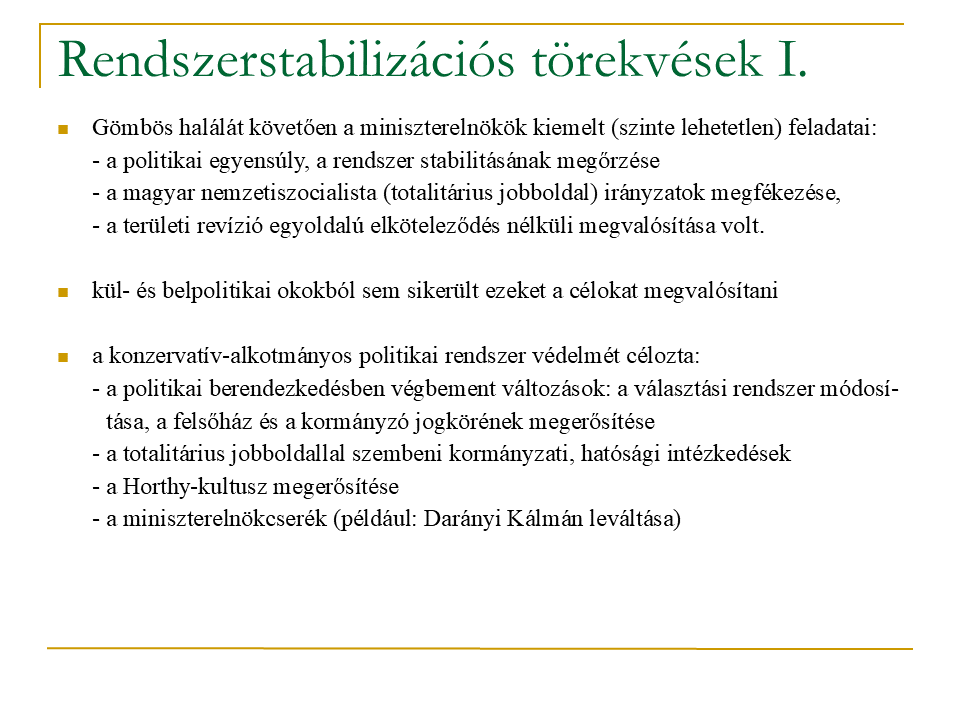 Rendszerstabilizációs törekvések I.
Gömbös halálát követően a miniszterelnökök kiemelt (szinte lehetetlen) feladatai:
- a politikai egyensúly, a rendszer stabilitásának megőrzése
- a magyar nemzetiszocialista (totalitárius jobboldal) irányzatok megfékezése,
- a területi revízió egyoldalú elköteleződés nélküli megvalósítása volt.
kül- és belpolitikai okokból sem sikerült ezeket a célokat megvalósítani
a konzervatív-alkotmányos politikai rendszer védelmét célozta:
- a politikai berendezkedésben végbement változások: a választási rendszer módosí-
tása, a felsőház és a kormányzó jogkörének megerősítése
- a totalitárius jobboldallal szembeni kormányzati, hatósági intézkedések
- a Horthy-kultusz megerősítése
- a miniszterelnökcserék (például: Darányi Kálmán leváltása)